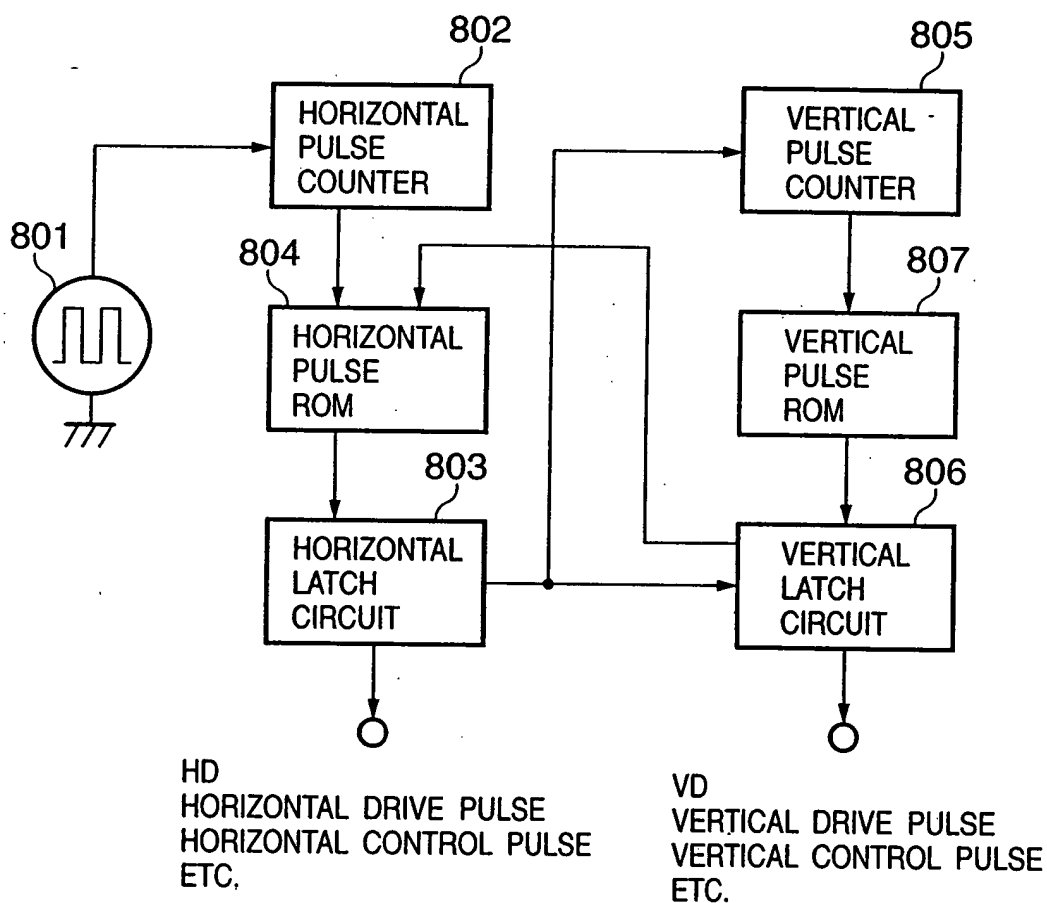 802
HORIZONTAL
PULSE
COUNTER
805
VERTICAL
PULSE
COUNTER
801
804
HORIZONTAL
PULSE
ROM
807
VERTICAL
PULSE
ROM
803
HORIZONTAL
LATCH
CIRCUIT
806
VERTICAL
LATCH
CIRCUIT
HD
HORIZONTAL DRIVE PULSE
HORIZONTAL CONTROL PULSE
ETC.
VD
VERTICAL DRIVE PULSE
VERTICAL CONTROL PULSE
ETC.